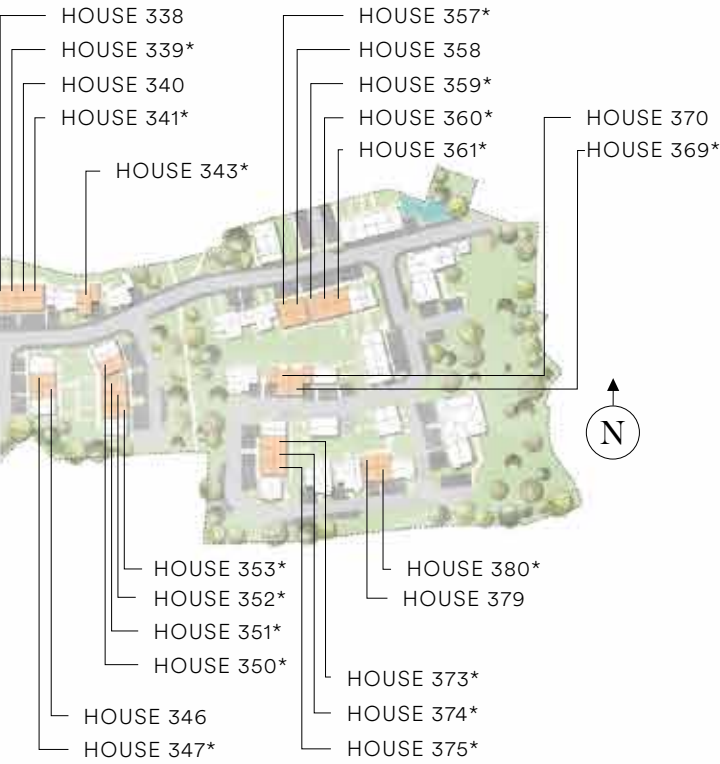 HOUSE 338
HOUSE 339*
HOUSE 340
HOUSE 341*
HOUSE 343*
HOUSE 357*
HOUSE 358
HOUSE 359*
HOUSE 360*
HOUSE 361*
HOUSE 370
HOUSE 369*
N
HOUSE 353*
HOUSE 352*
HOUSE 351*
HOUSE 350*
HOUSE 346
HOUSE 347*
HOUSE 380*
HOUSE 379
HOUSE 373*
HOUSE 374*
HOUSE 375*